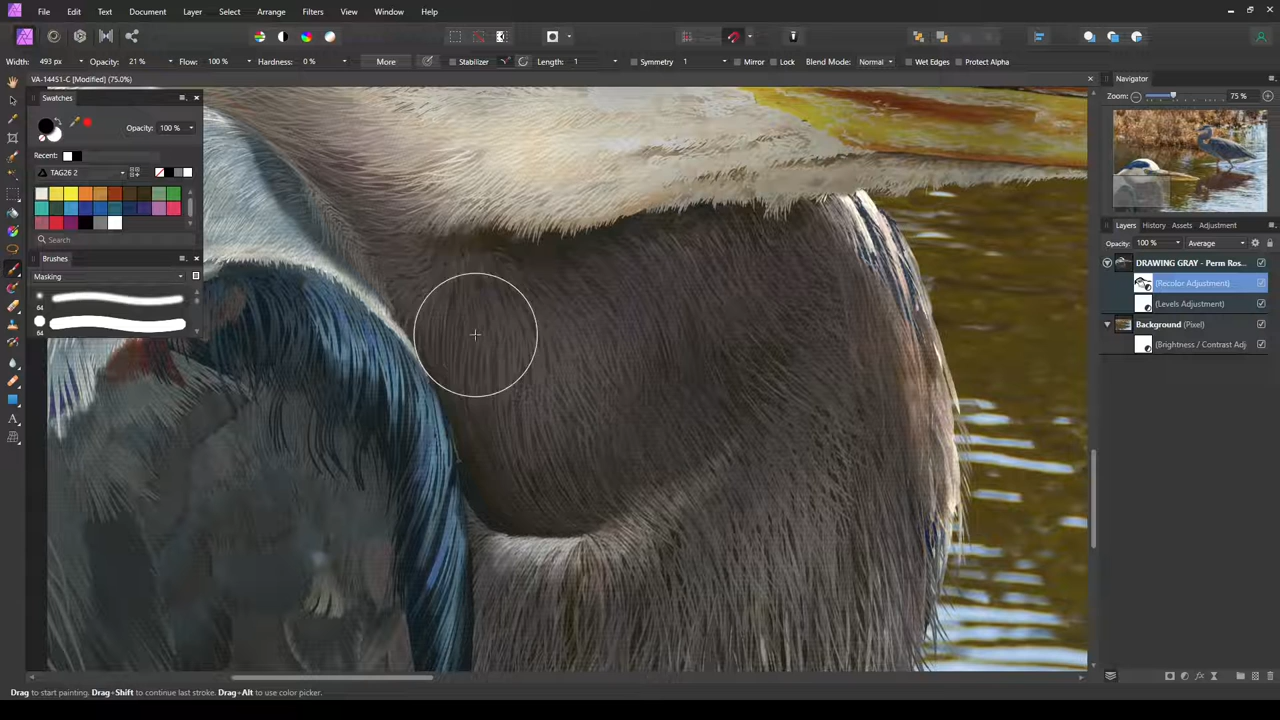 File Edit Text Document Layer Select Arrange Filters View Window Help
Width: 493 px Opacity: 21 % Flow: 100 % Hardness: 0 % More Stabilizer Length: 1 Symmetry 1 Mirror Lock Blend Mode: Normal Wet Edges Protect Alpha
VA-14451-C [Modified] (75.0%)
Swatches
Opacity: 100 %
Recent:
TAG26 2
Search
Brushes
Masking
64
64
Navigator
Zoom: 75 %
Layers History Assets Adjustment
Opacity: 100 % Average
DRAWING GRAY - Perm Ros...
(Recolor Adjustment)
(Levels Adjustment)
Background (Pixel)
(Brightness / Contrast Adj
Drag to start painting. Drag+Shift to continue last stroke. Drag+Alt to use color picker.